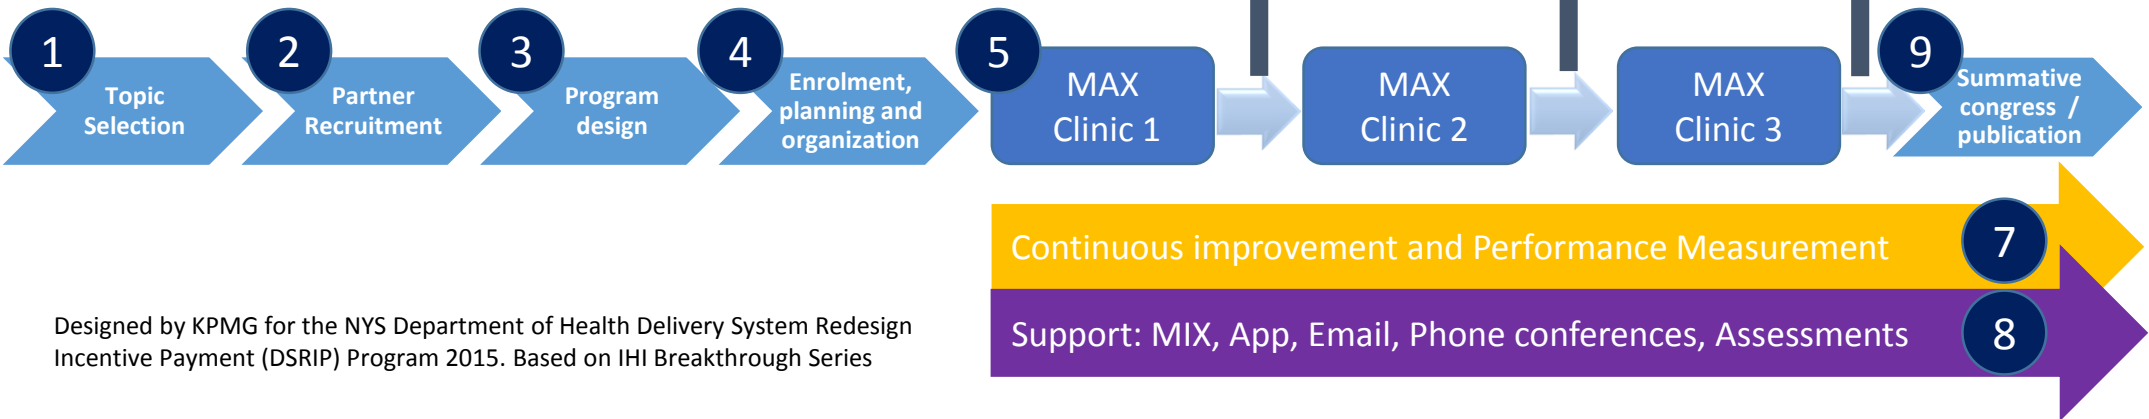 1
Topic
Selection
2
Partner
Recruitment
3
Program
design
4
Enrolment,
planning and
organization
5
MAX
Clinic 1
MAX
Clinic 2
MAX
Clinic 3
9
Summative
congress /
publication
Continuous improvement and Performance Measurement
7
Support: MIX, App, Email, Phone conferences, Assessments
8
Designed by KPMG for the NYS Department of Health Delivery System Redesign
Incentive Payment (DSRIP) Program 2015. Based on IHI Breakthrough Series